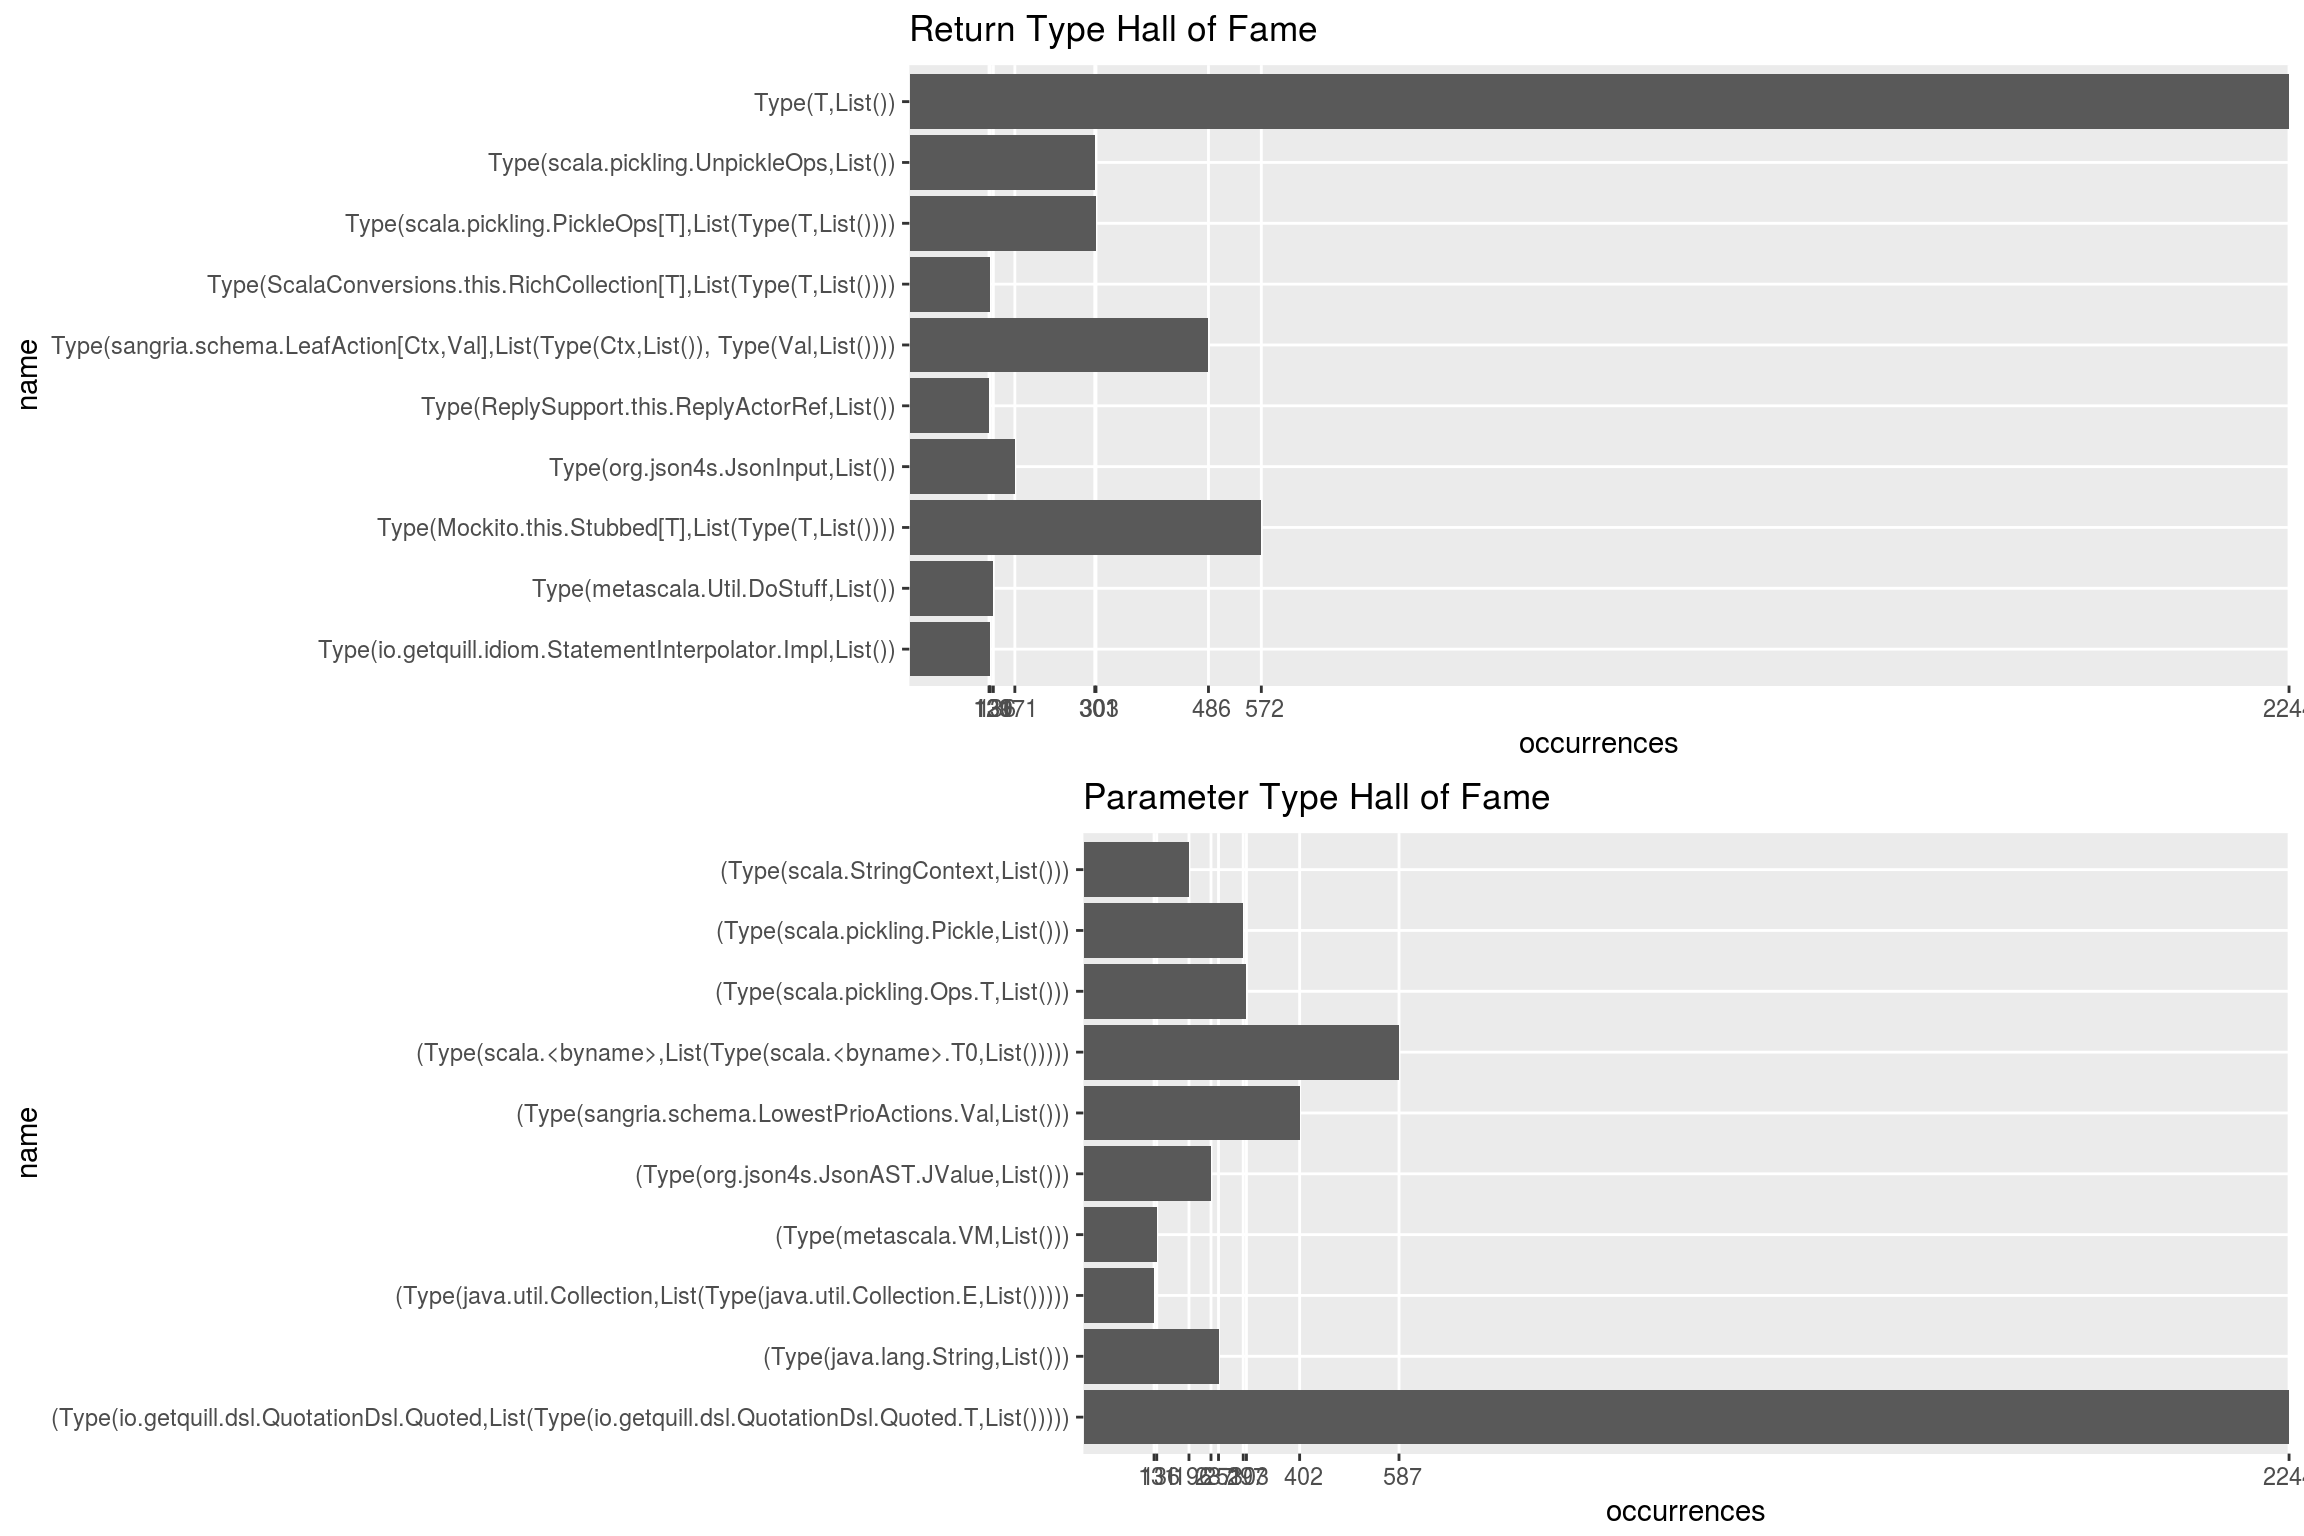 Return Type Hall of Fame
Type(T,List())
Type(scala.pickling.UnpickleOps,List())
Type(scala.pickling.PickleOps[T],List(Type(T,List())))
Type(ScalaConversions.this.RichCollection[T],List(Type(T,List())))
Type(sangria.schema.LeafAction[Ctx,Val],List(Type(Ctx,List()), Type(Val,List())))
Type(ReplySupport.this.ReplyActorRef,List())
Type(org.json4s.JsonInput,List())
Type(Mockito.this.Stubbed[T],List(Type(T,List())))
Type(metascala.Util.DoStuff,List())
Type(io.getquill.idiom.StatementInterpolator.Impl,List())
name
486 572
occurrences
Parameter Type Hall of Fame
(Type(scala.StringContext,List()))
(Type(scala.pickling.Pickle,List()))
(Type(scala.pickling.Ops.T,List()))
(Type(scala.<byname>,List(Type(scala.<byname>.T0,List()))))
(Type(sangria.schema.LowestPrioActions.Val,List()))
(Type(org.json4s.JsonAST.JValue,List()))
(Type(metascala.VM,List()))
(Type(java.util.Collection,List(Type(java.util.Collection.E,List()))))
(Type(java.lang.String,List()))
(Type(io.getquill.dsl.QuotationDsl.Quoted,List(Type(io.getquill.dsl.QuotationDsl.Quoted.T,List()))))
name
402 587
occurrences